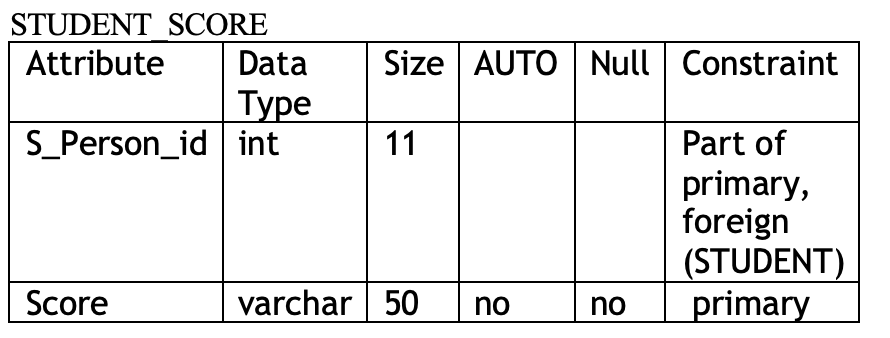 STUDENT_SCORE
Attribute Data Type Size AUTO Null Constraint
S_Person_id int 11 Part of primary, foreign (STUDENT)
Score varchar 50 no no primary